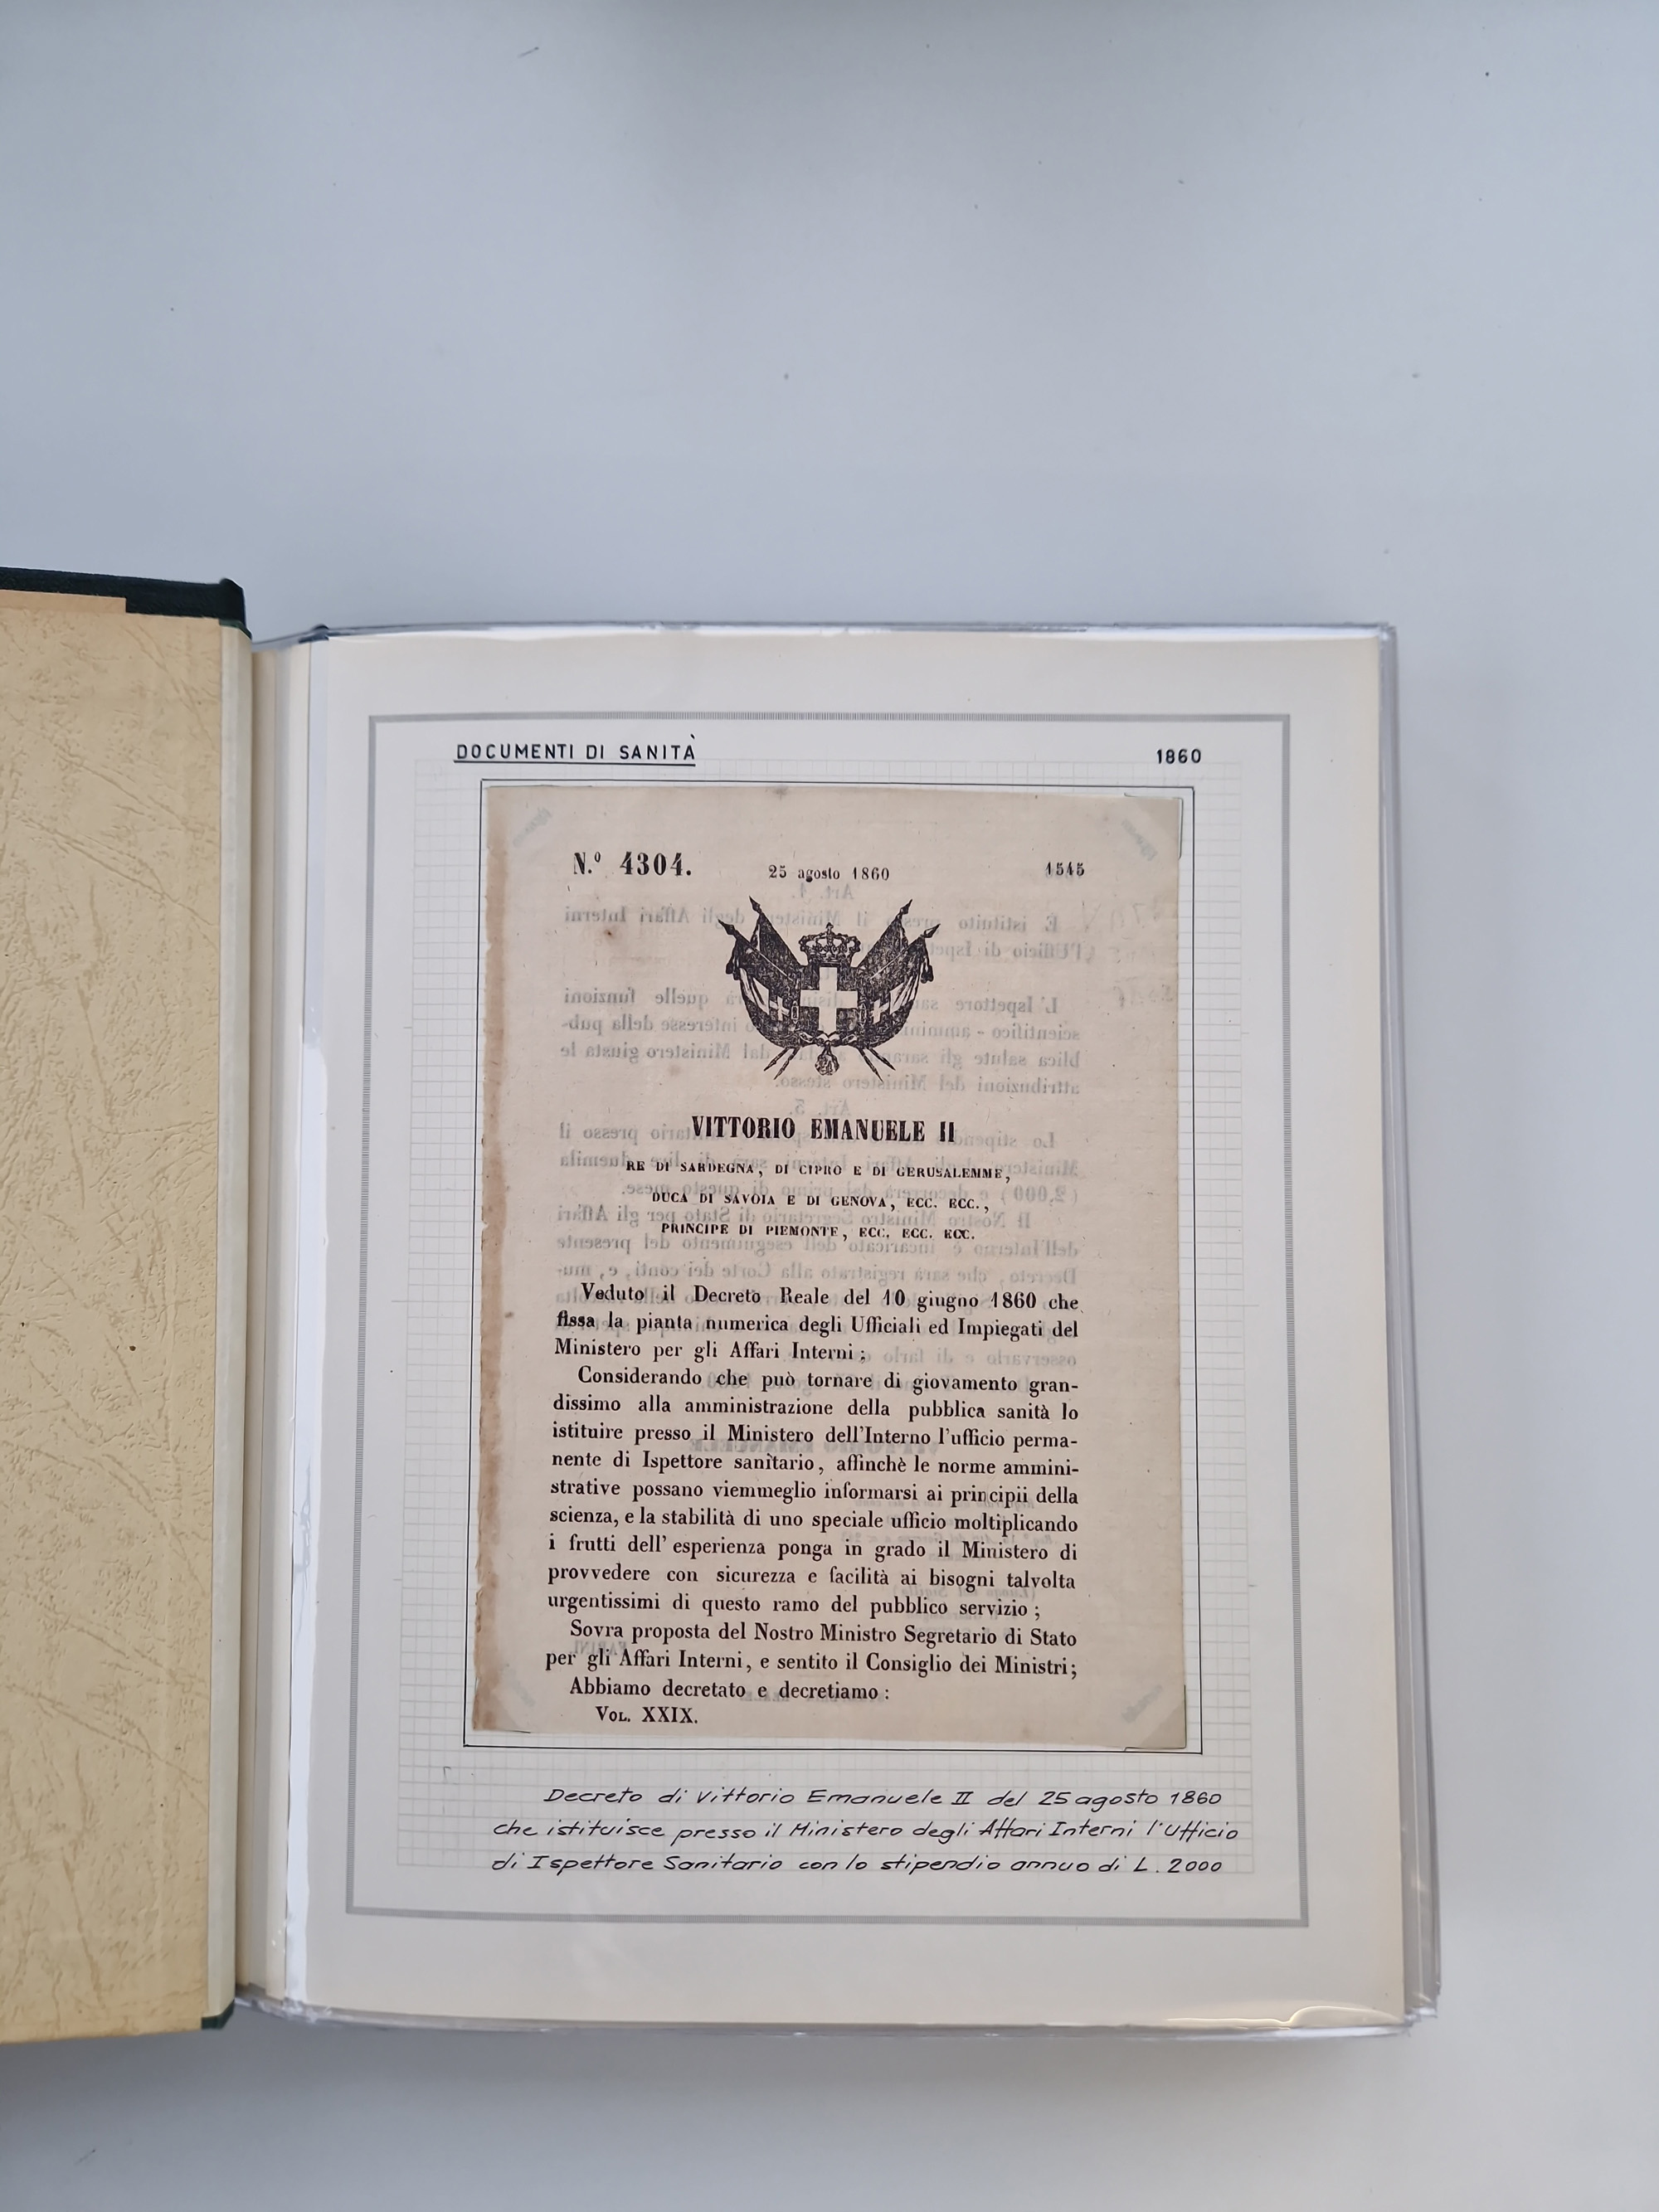 DOCUMENTI DI SANITÀ 1860
N.º 4304. 25 agosto 1860 1545
VITTORIO EMANUELE II
RE DI SARDEGNA, DI CIPRO E DI GERUSALEMME,
DUCA DI SAVOIA E DI GENOVA, ECC. ECC.,
PRINCIPE DI PIEMONTE, ECC. ECC. ECC.
Veduto il Decreto Reale del 10 giugno 1860 che
fissa la pianta numerica degli Ufficiali ed Impiegati del
Ministero per gli Affari Interni;
Considerando che può tornare di giovamento gran-
dissimo alla amministrazione della pubblica sanità lo
istituire presso il Ministero dell'Interno l'ufficio perma-
nente di Ispettore sanitario, affinchè le norme ammini-
strative possano viemmeglio informarsi ai principii della
scienza, e la stabilità di uno speciale ufficio moltiplicando
i frutti dell'esperienza ponga in grado il Ministero di
provvedere con sicurezza e facilità ai bisogni talvolta
urgentissimi di questo ramo del pubblico servizio;
Sovra proposta del Nostro Ministro Segretario di Stato
per gli Affari Interni, e sentito il Consiglio dei Ministri;
Abbiamo decretato e decretiamo:
VOL. XXIX.
Decreto di Vittorio Emanuele II del 25 agosto 1860
che istituisce presso il Ministero degli Affari Interni l'Ufficio
di Ispettore Sanitario con lo stipendio annuo di L. 2000